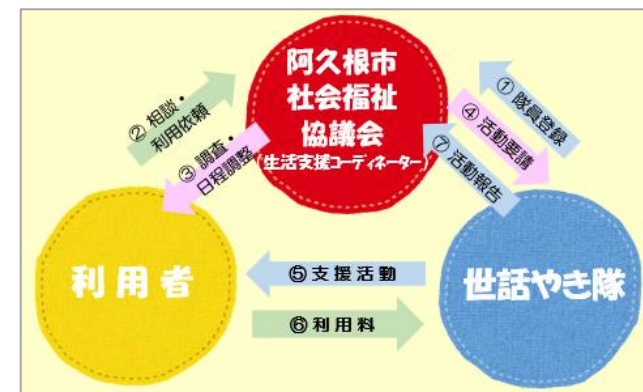 阿久根市
社会福祉
協議会
(生活支援コーディネーター)
①隊員登録
④活動要請
⑦活動報告
②相談・
利用依頼
③調査・
日程調整
利用者
⑤支援活動
⑥利用料
世話やき隊